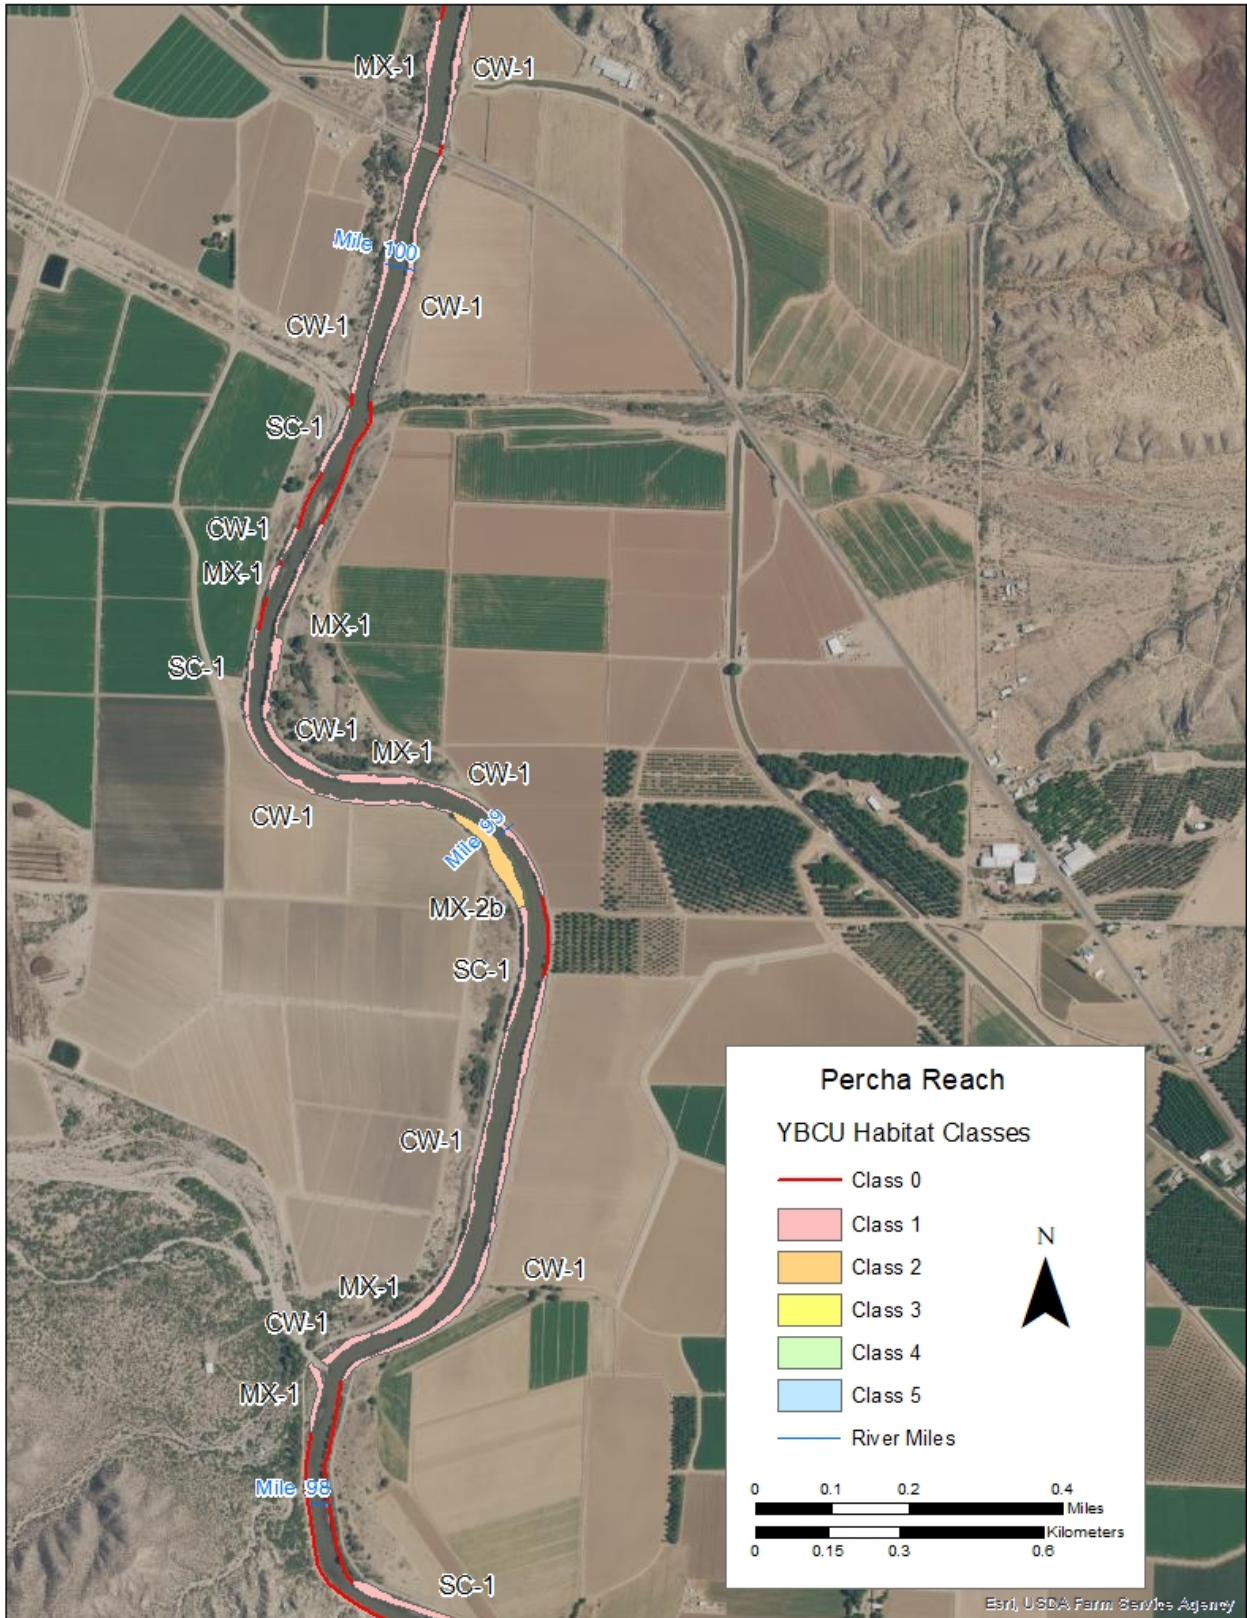 MX-1
CW-1
Mile 100
CW-1
CW-1
SC-1
CW-1
MX-1
MX-1
SC-1
CW-1
MX-1
CW-1
CW-1
Mile 99
MX-2b
SC-1
CW-1
CW-1
MX-1
CW-1
MX-1
Mile 98
SC-1
Percha Reach
YBCU Habitat Classes
Class 0
Class 1
Class 2
Class 3
Class 4
Class 5
River Miles
N
0 0.1 0.2 0.4
Miles
Kilometers
0 0.15 0.3 0.6
Esri, USDA Farm Service Agency